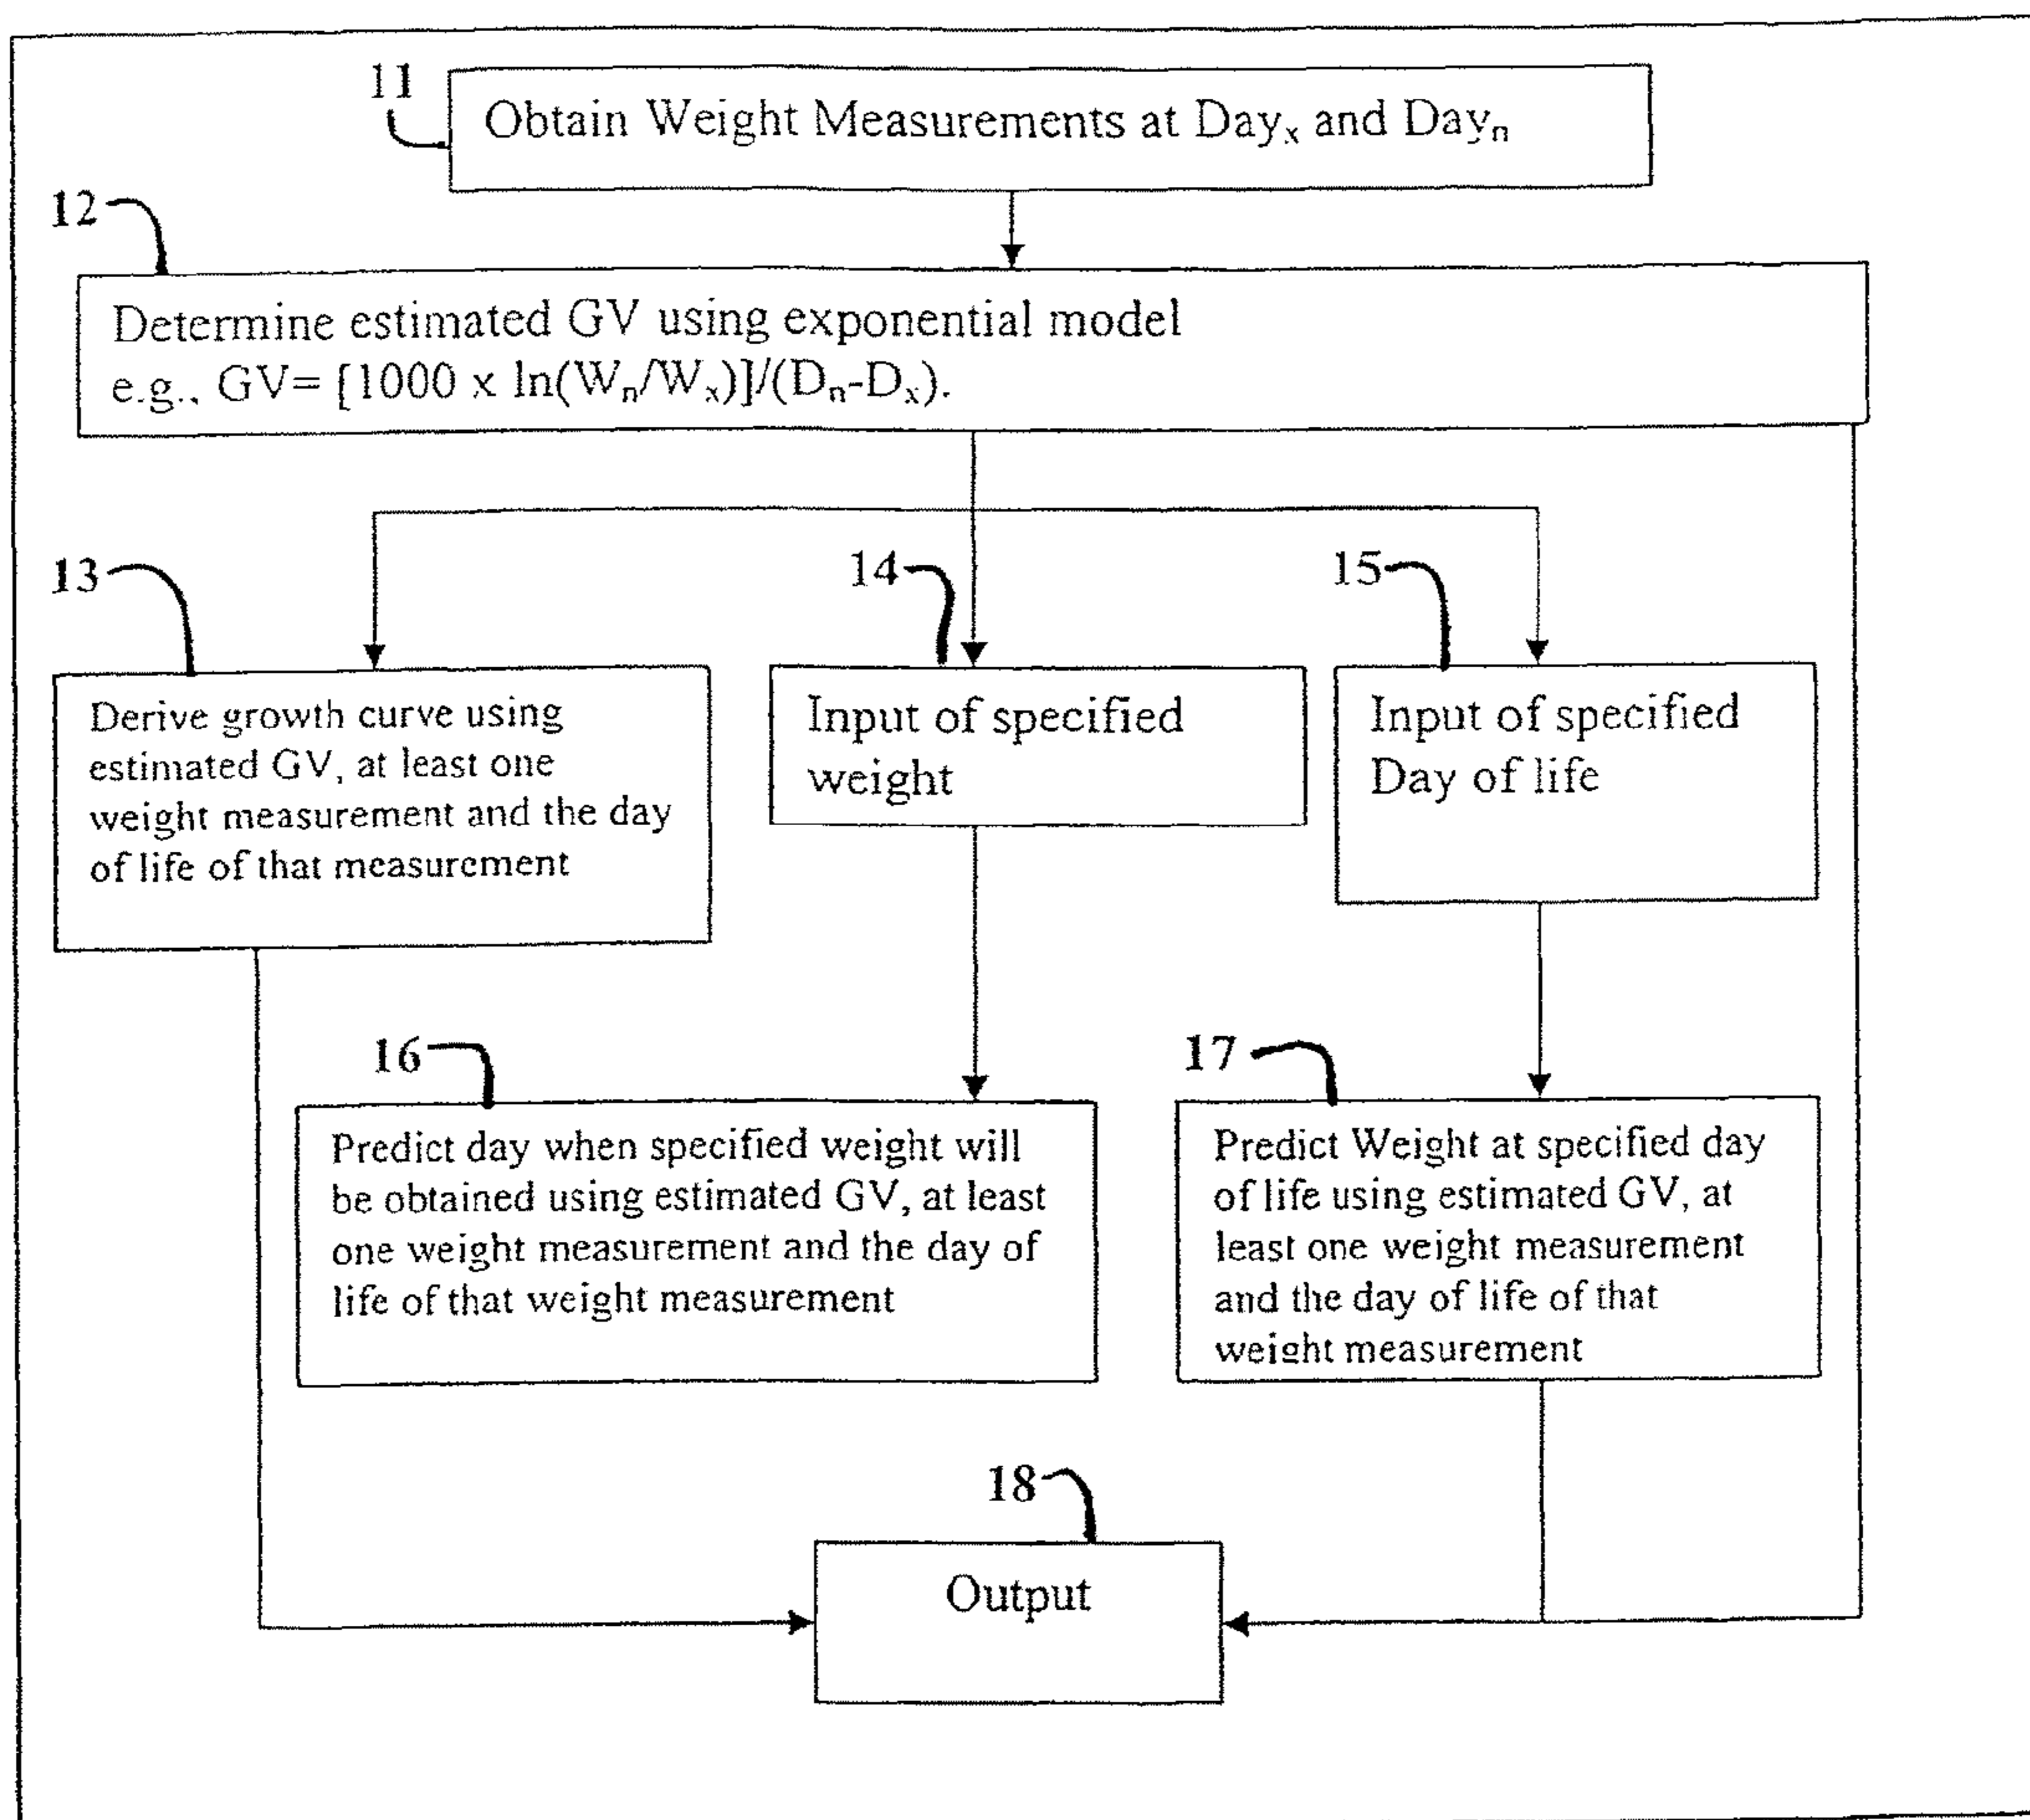 11
Obtain Weight Measurements at Dayₓ and Dayₙ
12
Determine estimated GV using exponential model
e.g., GV= [1000 x ln(Wₙ/Wₓ)]/(Dₙ-Dₓ).
13
14
15
Derive growth curve using
estimated GV, at least one
weight measurement and the day
of life of that measurement
Input of specified
weight
Input of specified
Day of life
16
17
Predict day when specified weight will
be obtained using estimated GV, at least
one weight measurement and the day of
life of that weight measurement
Predict Weight at specified day
of life using estimated GV, at
least one weight measurement
and the day of life of that
weight measurement
18
Output